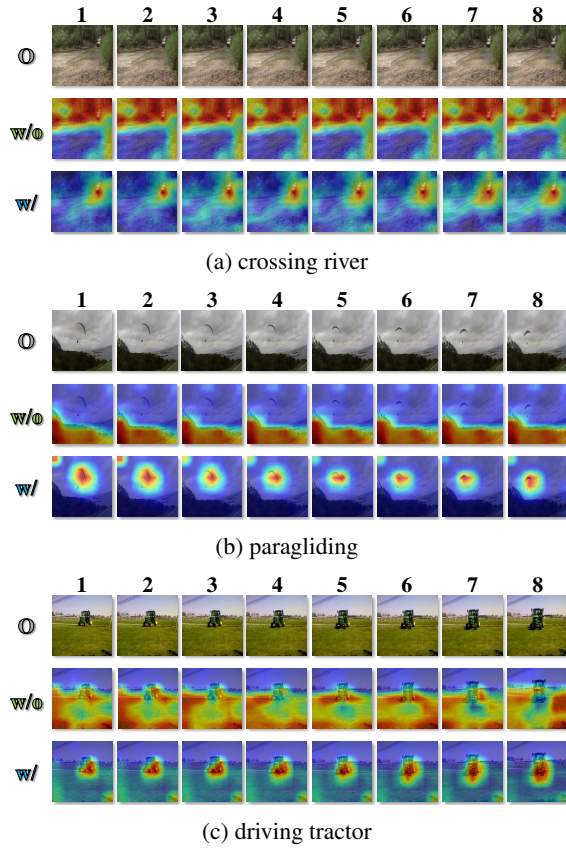 1 2 3 4 5 6 7 8
𝕆
w/o
w/
(a) crossing river
1 2 3 4 5 6 7 8
𝕆
w/o
w/
(b) paragliding
1 2 3 4 5 6 7 8
𝕆
w/o
w/
(c) driving tractor